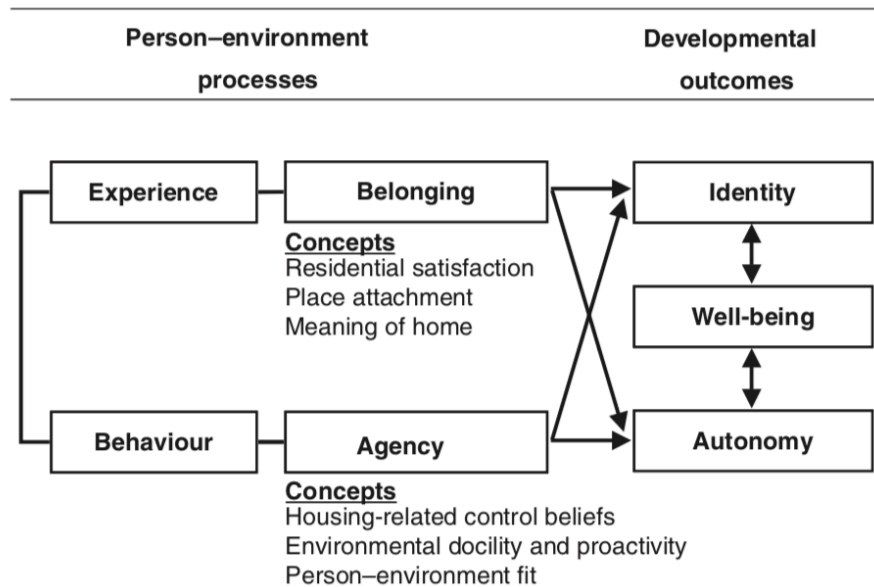 Person–environment
processes
Developmental
outcomes
Experience
Belonging
Identity
Concepts
Residential satisfaction
Place attachment
Meaning of home
Well-being
Behaviour
Agency
Autonomy
Concepts
Housing-related control beliefs
Environmental docility and proactivity
Person–environment fit